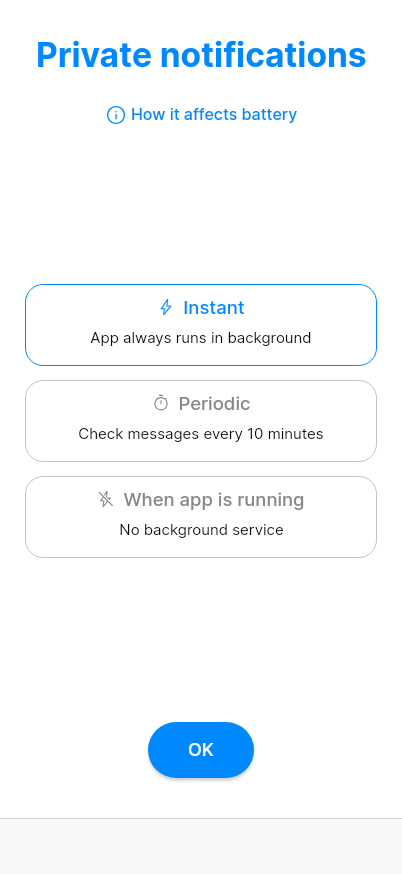 Private notifications
How it affects battery
Instant
App always runs in background
Periodic
Check messages every 10 minutes
When app is running
No background service
OK